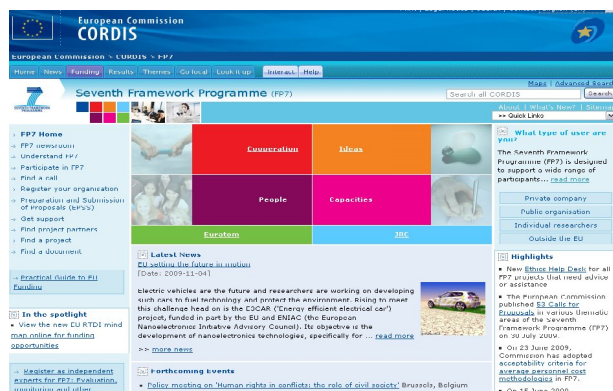 European Commission
CORDIS
European Commission > CORDIS > FP7
Home News Funding Results Themes Go local Look it up Interact Help
Maps | Advanced Search
Seventh Framework Programme (FP7)
Search all CORDIS
Search
About | What's New? | Sitemap
>> Quick Links
FP7 Home
FP7 newsroom
Understand FP7
Participate in FP7
Find a call
Register your organisation
Preparation and Submission
of Proposals (EPSS)
Get support
Find project partners
Find a project
Find a document
Practical Guide to EU
Funding
In the spotlight
View the new EU RTDI mind
map online for funding
opportunities
Register as independent
experts for FP7: Evaluation,
monitoring and other
Cooperation
Ideas
People
Capacities
Euratom
JRC
Latest News
EU setting the future in motion
[Date: 2009-11-04]
Electric vehicles are the future and researchers are working on developing
such cars to fuel technology and protect the environment. Rising to meet
this challenge head on is the E3CAR ('Energy efficient electrical car')
project, funded in part by the EU and ENIAC (the European
Nanoelectronics Initiative Advisory Council). Its objective is the
development of nanoelectronics technologies, specifically for ... read more
>> more news
Forthcoming Events
Policy meeting on 'Human rights in conflicts: the role of civil society' Brussels, Belgium
What type of user are
you?
The Seventh Framework
Programme (FP7) is designed
to support a wide range of
participants... read more
Private company
Public organisation
Individual researchers
Outside the EU
Highlights
New Ethics Help Desk for all
FP7 projects that need advice
or assistance
The European Commission
published 53 Calls for
Proposals in various thematic
areas of the Seventh
Framework Programme (FP7)
on 30 July 2009.
On 23 June 2009,
Commission has adopted
acceptability criteria for
average personnel cost
methodologies in FP7.
On 15 June 2009